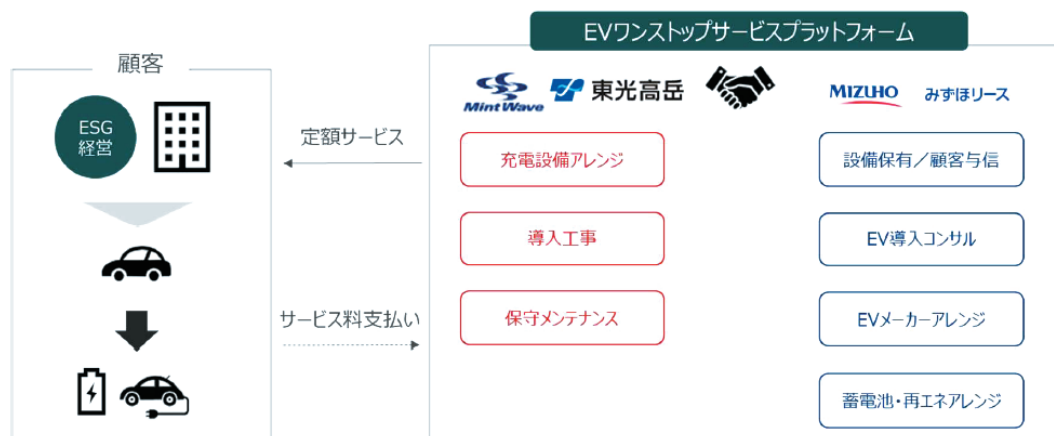 EVワンストップサービスプラットフォーム
顧客
ESG
経営
定額サービス
サービス料支払い
MintWave
東光高岳
MIZUHO みずほリース
充電設備アレンジ
導入工事
保守メンテナンス
設備保有／顧客与信
EV導入コンサル
EVメーカーアレンジ
蓄電池・再エネアレンジ